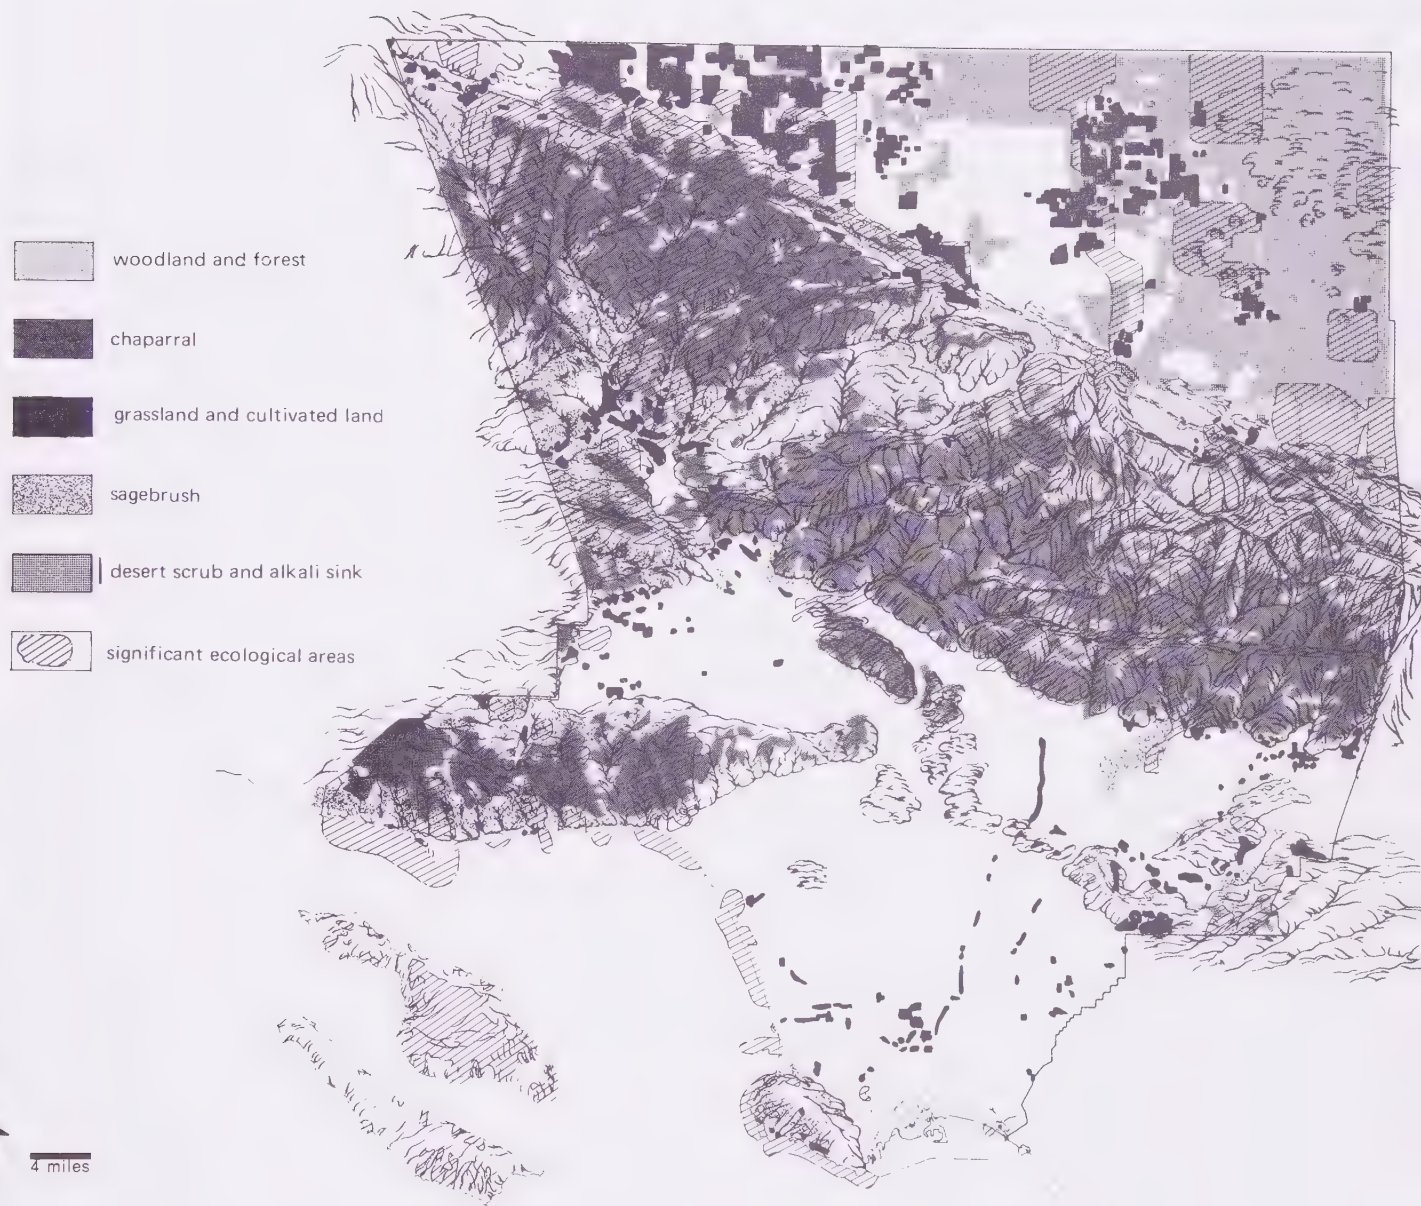 woodland and forest
chaparral
grassland and cultivated land
sagebrush
desert scrub and alkali sink
significant ecological areas
4 miles